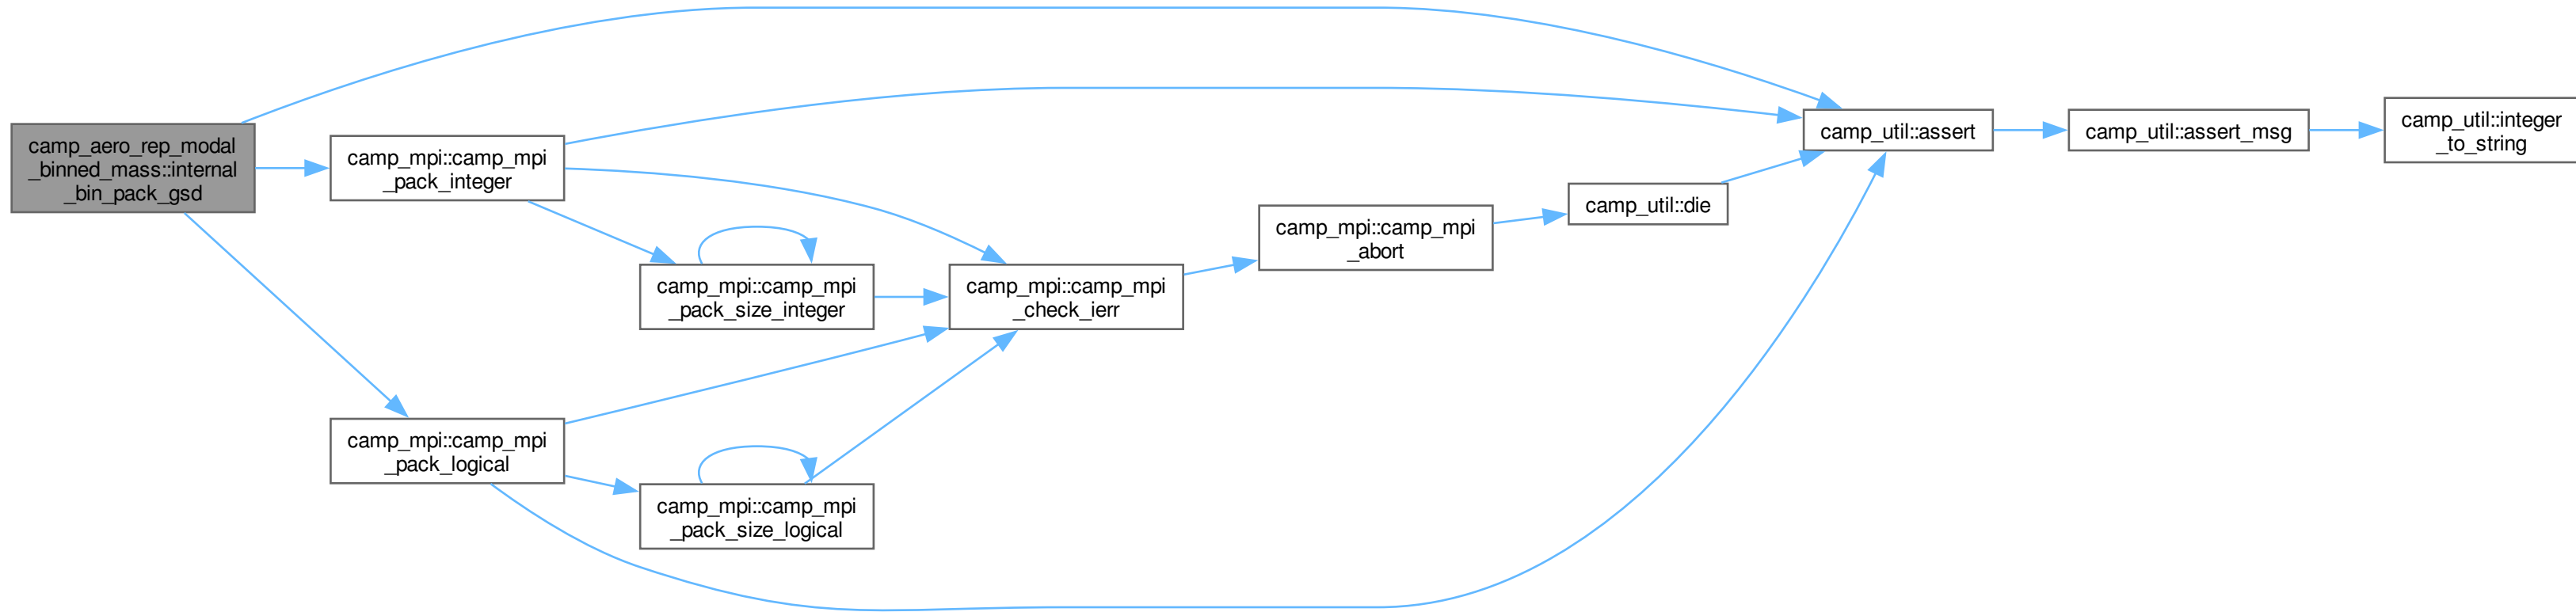 camp_aero_rep_modal
_binned_mass::internal
_bin_pack_gsd
camp_mpi::camp_mpi
_pack_integer
camp_mpi::camp_mpi
_pack_size_integer
camp_mpi::camp_mpi
_check_ierr
camp_mpi::camp_mpi
_abort
camp_util::die
camp_util::assert
camp_util::assert_msg
camp_util::integer
_to_string
camp_mpi::camp_mpi
_pack_logical
camp_mpi::camp_mpi
_pack_size_logical